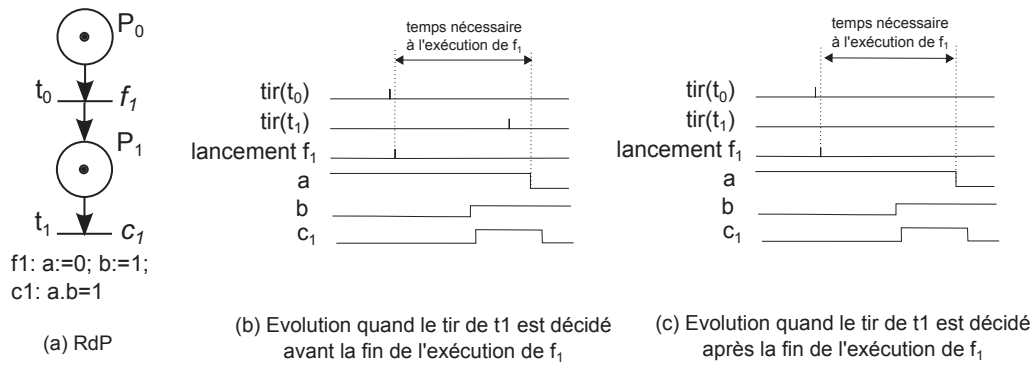 P0
t0 f1
P1
t1 c1
f1: a:=0; b:=1;
c1: a.b=1
(a) RdP
temps nécessaire
à l'exécution de f1
tir(t0)
tir(t1)
lancement f1
a
b
c1
(b) Evolution quand le tir de t1 est décidé
avant la fin de l'exécution de f1
temps nécessaire
à l'exécution de f1
tir(t0)
tir(t1)
lancement f1
a
b
c1
(c) Evolution quand le tir de t1 est décidé
après la fin de l'exécution de f1